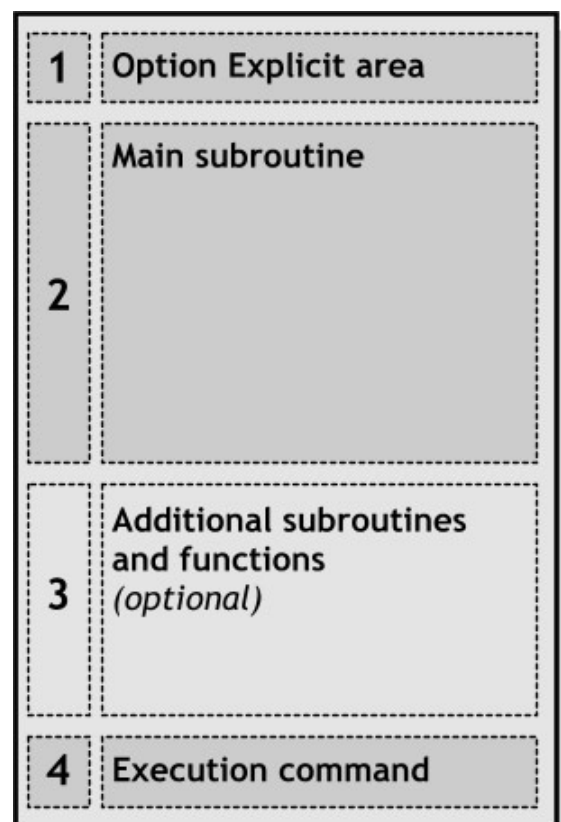 1 Option Explicit area
2 Main subroutine
3 Additional subroutines
and functions
(optional)
4 Execution command